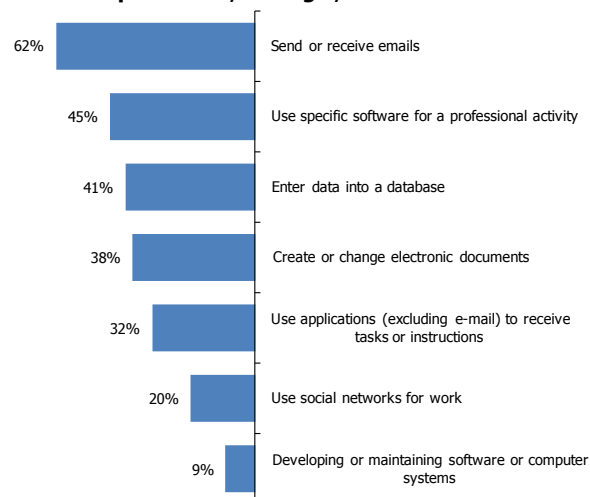 62% Send or receive emails
45% Use specific software for a professional activity
41% Enter data into a database
38% Create or change electronic documents
32% Use applications (excluding e-mail) to receive
tasks or instructions
20% Use social networks for work
9% Developing or maintaining software or computer
systems